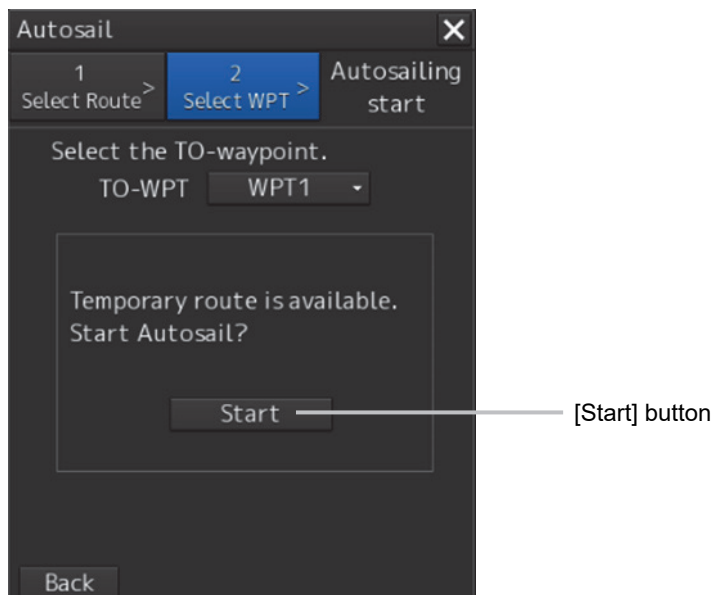 Autosail
1
Select Route >
2
Select WPT >
Autosailing
start
Select the TO-waypoint.
TO-WPT WPT1
Temporary route is available.
Start Autosail?
Start
[Start] button
Back